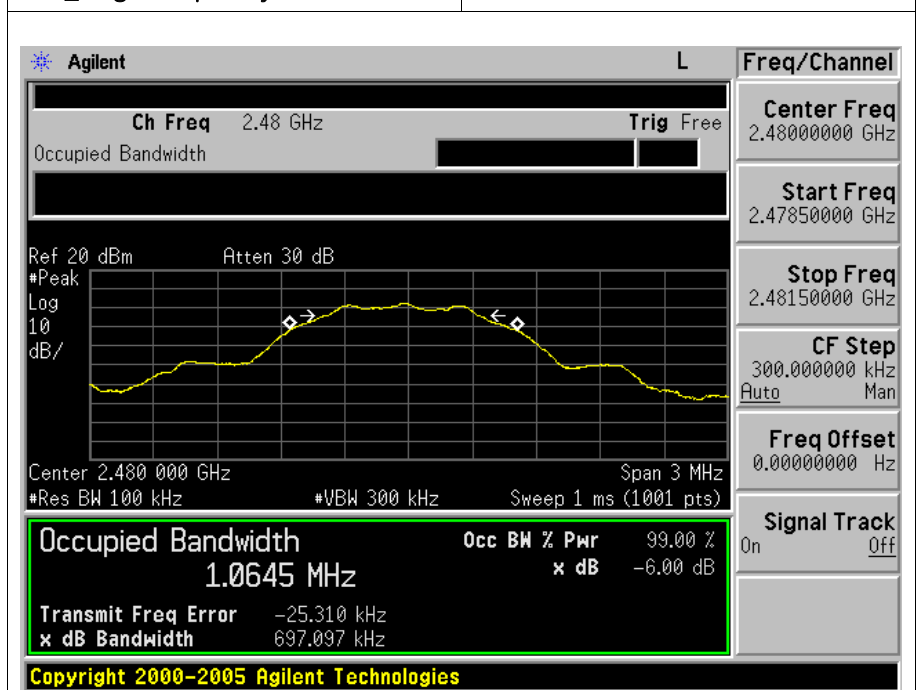 Agilent L Freq/Channel
Ch Freq 2.48 GHz Trig Free
Occupied Bandwidth
Center Freq
2.48000000 GHz
Start Freq
2.47850000 GHz
Stop Freq
2.48150000 GHz
CF Step
300.000000 kHz
Auto Man
Freq Offset
0.00000000 Hz
Signal Track
On Off
Ref 20 dBm Atten 30 dB
#Peak
Log
10
dB/
Center 2.480 000 GHz Span 3 MHz
#Res BW 100 kHz #VBW 300 kHz Sweep 1 ms (1001 pts)
Occupied Bandwidth Occ BW % Pwr 99.00 %
1.0645 MHz x dB -6.00 dB
Transmit Freq Error -25.310 kHz
x dB Bandwidth 697.097 kHz
Copyright 2000-2005 Agilent Technologies